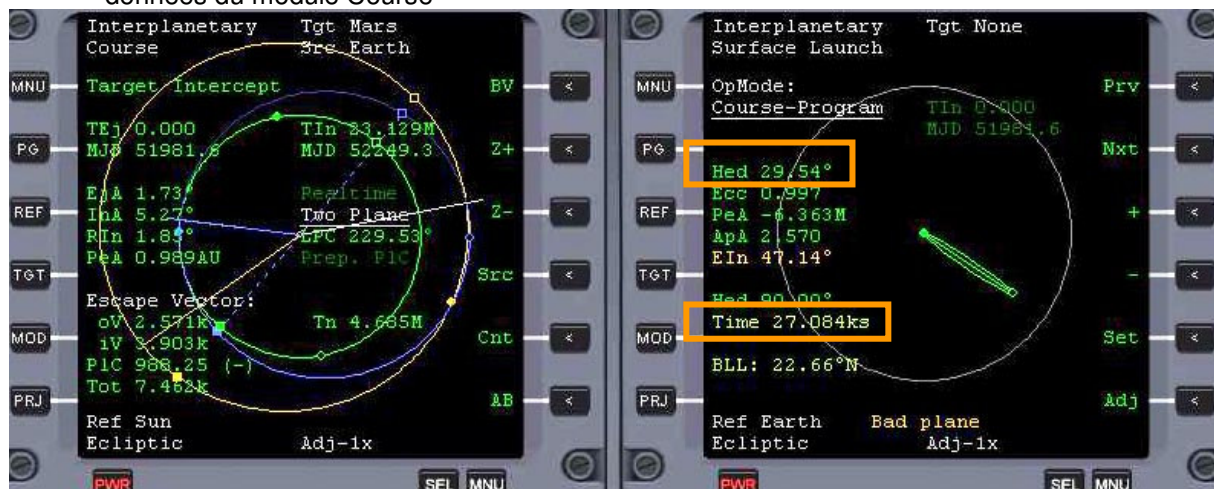 données du module Course
Interplanetary Tgt Mars
Course Src Earth
MNU Target Intercept BV <
TEj 0.000 TIn 23.129M
PG MJD 51981.6 MJD 52249.3 Z+ <
EjA 1.73° Realtime
REF InA 5.27° Two Plane Z- <
RIn 1.83° LPC 229.53°
PeA 0.989AU Prep. PlC
TGT Src <
Escape Vector:
oV 2.571k Tn 4.685M
MOD iV 3.903k Cnt <
PlC 988.25 (-)
Tot 7.462k
PRJ AB <
Ref Sun
Ecliptic Adj-1x
PWR SEL MNU
Interplanetary Tgt None
Surface Launch
MNU OpMode: Prv <
Course-Program TIn 0.000
MJD 51981.6
PG Nxt <
Hed 29.54°
Ecc 0.997
REF PeA -6.363M + <
ApA 2.570
EIn 47.14°
TGT - <
Hed 90.00°
Time 27.084ks
MOD Set <
BLL: 22.66°N
PRJ Adj <
Ref Earth Bad plane
Ecliptic Adj-1x
PWR SEL MNU